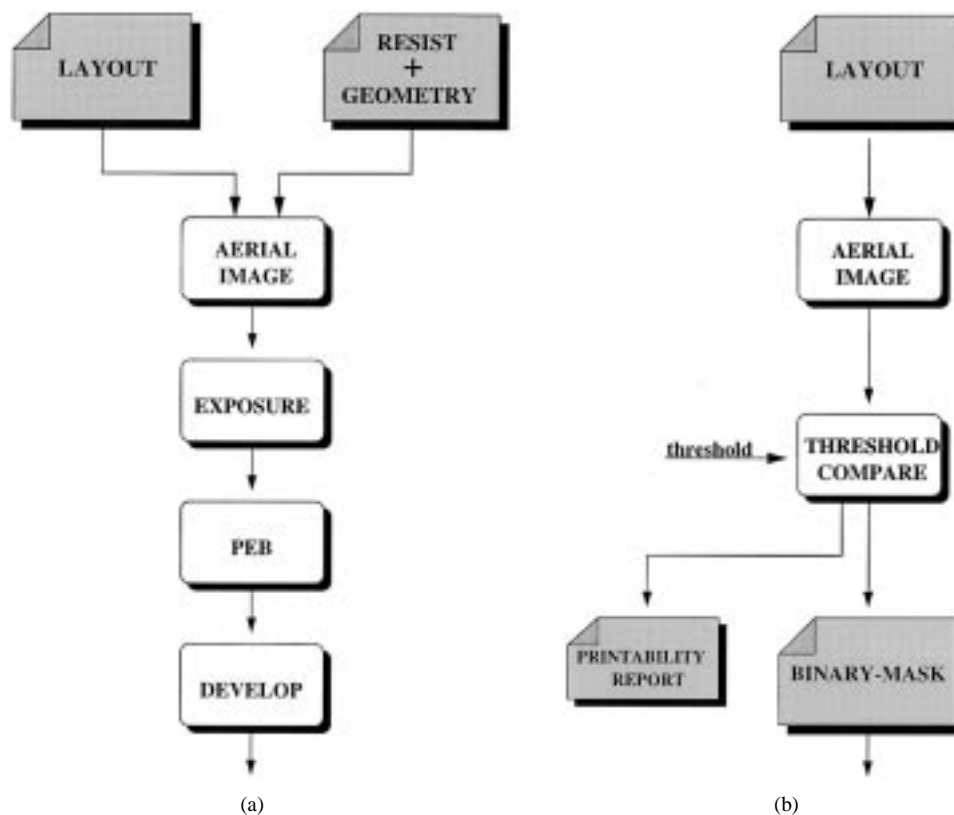 LAYOUT
RESIST
+
GEOMETRY
AERIAL
IMAGE
EXPOSURE
PEB
DEVELOP
(a)
LAYOUT
AERIAL
IMAGE
threshold
THRESHOLD
COMPARE
PRINTABILITY
REPORT
BINARY-MASK
(b)